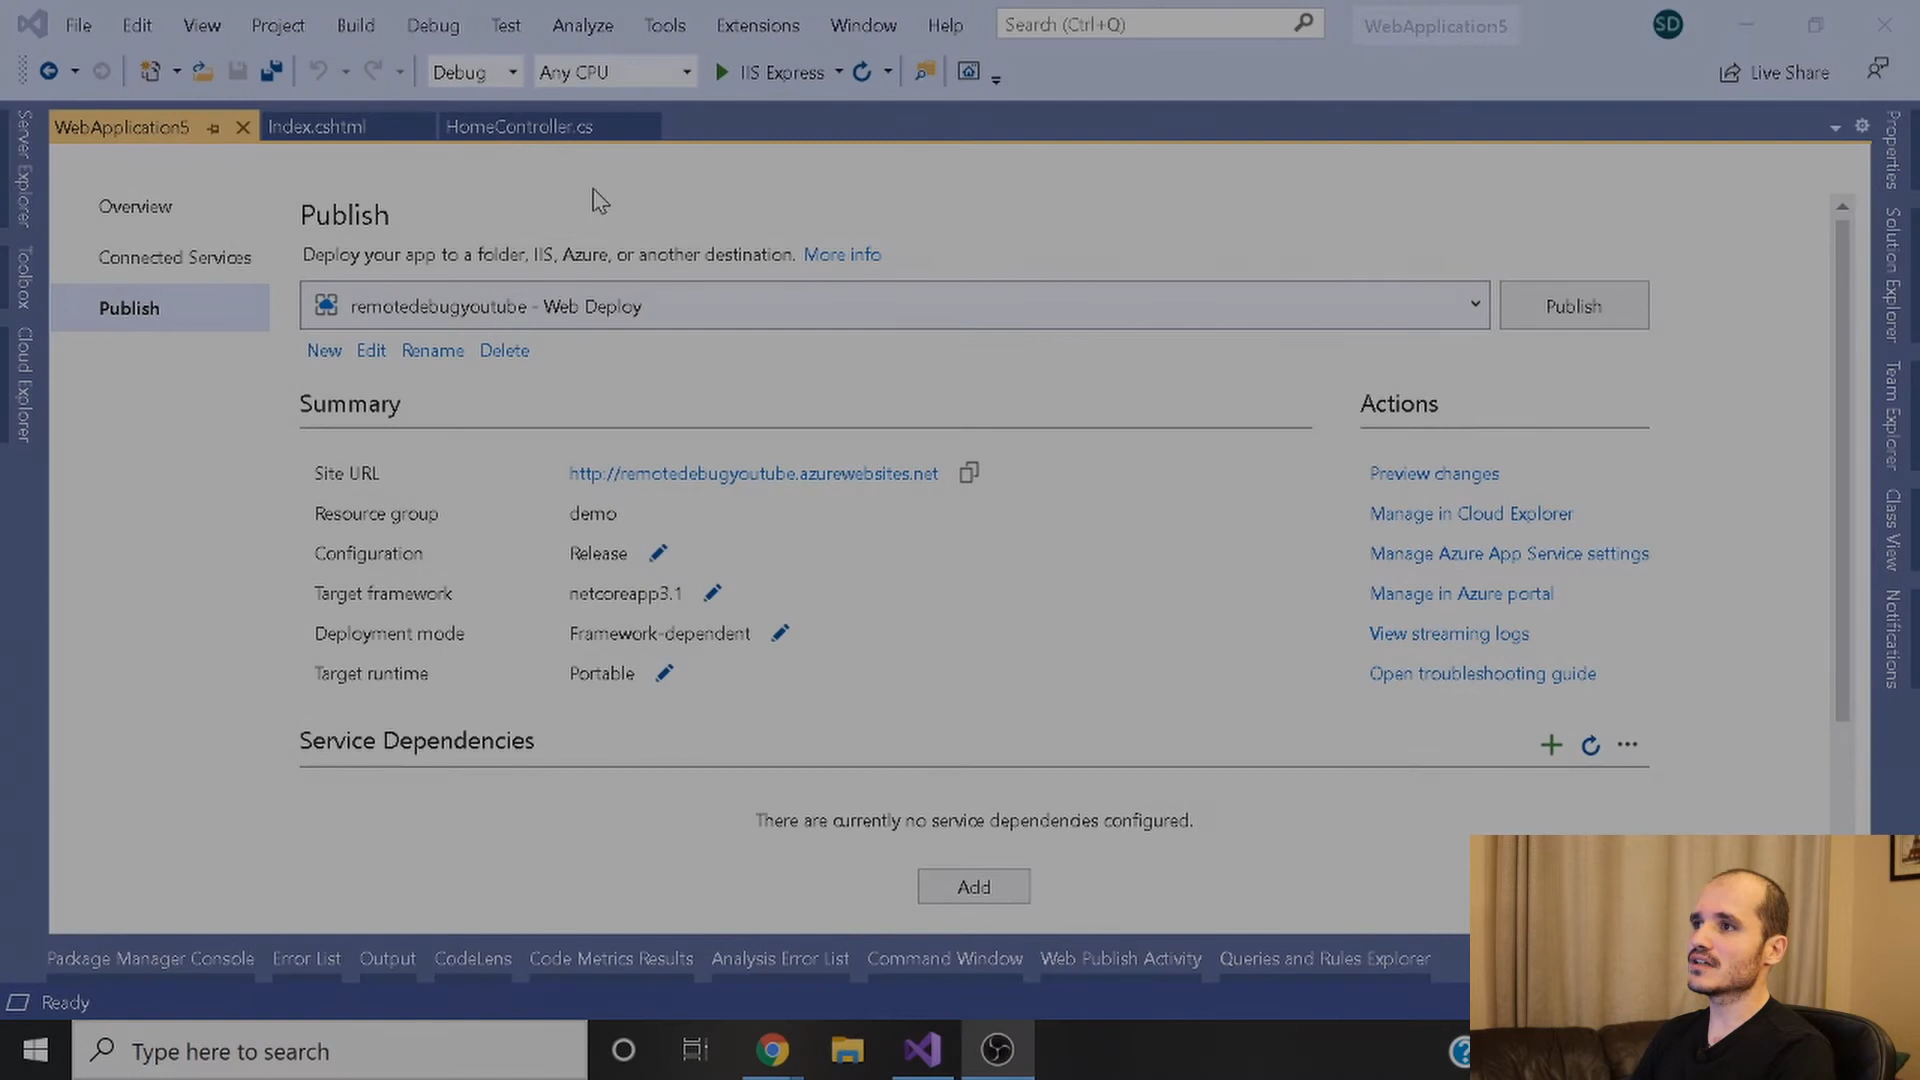 File Edit View Project Build Debug Test Analyze Tools Extensions Window Help Search (Ctrl+Q) WebApplication5 SD
Debug Any CPU IIS Express Live Share
WebApplication5 Index.cshtml HomeController.cs
Server Explorer
Toolbox
Cloud Explorer
Overview
Connected Services
Publish
Publish
Deploy your app to a folder, IIS, Azure, or another destination. More info
remotedebugyoutube - Web Deploy Publish
New Edit Rename Delete
Summary
Site URL http://remotedebugyoutube.azurewebsites.net
Resource group demo
Configuration Release
Target framework netcoreapp3.1
Deployment mode Framework-dependent
Target runtime Portable
Actions
Preview changes
Manage in Cloud Explorer
Manage Azure App Service settings
Manage in Azure portal
View streaming logs
Open troubleshooting guide
Service Dependencies
There are currently no service dependencies configured.
Add
Properties
Solution Explorer
Team Explorer
Class View
Notifications
Package Manager Console Error List Output CodeLens Code Metrics Results Analysis Error List Command Window Web Publish Activity Queries and Rules Explorer
Ready
Type here to search